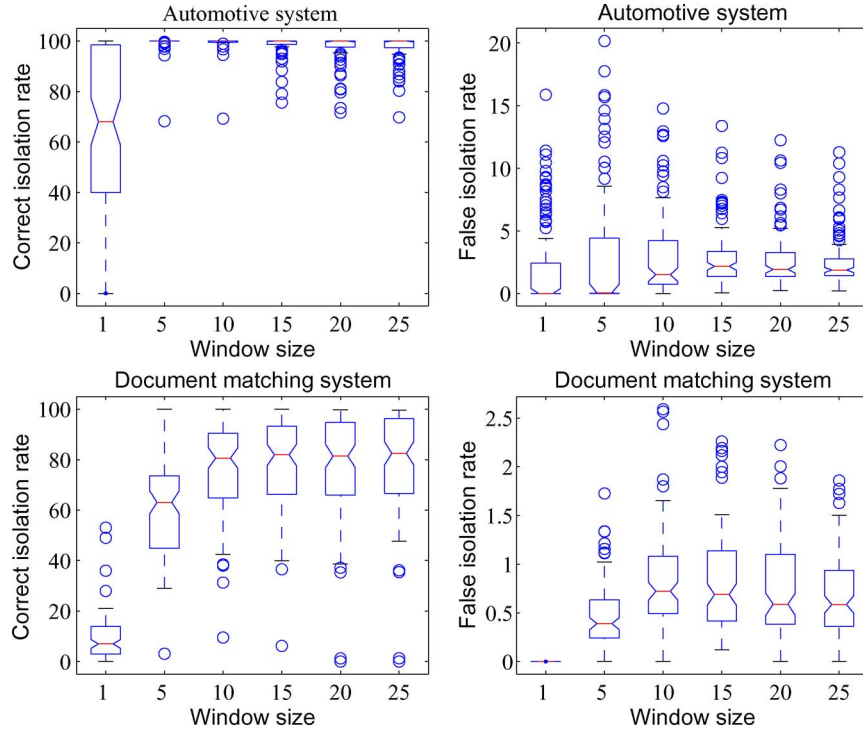 Automotive system
Correct isolation rate
100
80
60
40
20
0
1 5 10 15 20 25
Window size
Automotive system
False isolation rate
20
15
10
5
0
1 5 10 15 20 25
Window size
Document matching system
Correct isolation rate
100
80
60
40
20
0
1 5 10 15 20 25
Window size
Document matching system
False isolation rate
2.5
2
1.5
1
0.5
0
1 5 10 15 20 25
Window size